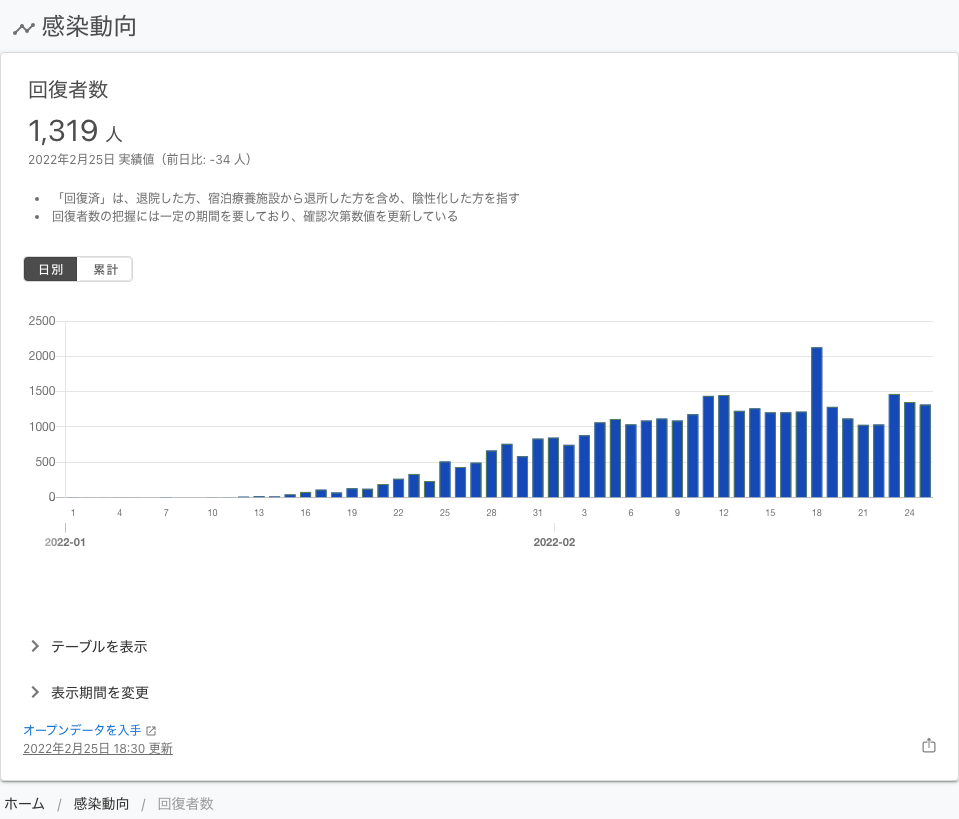 感染動向
回復者数
1,319 人
2022年2月25日 実績値（前日比: -34 人）
• 「回復済」は、退院した方、宿泊療養施設から退所した方を含め、陰性化した方を指す
• 回復者数の把握には一定の期間を要しており、確認次第数値を更新している
日別 累計
2500
2000
1500
1000
500
0
1 4 7 10 13 16 19 22 25 28 31 3 6 9 12 15 18 21 24
2022-01 2022-02
テーブルを表示
表示期間を変更
オープンデータを入手
2022年2月25日 18:30 更新
ホーム / 感染動向 / 回復者数